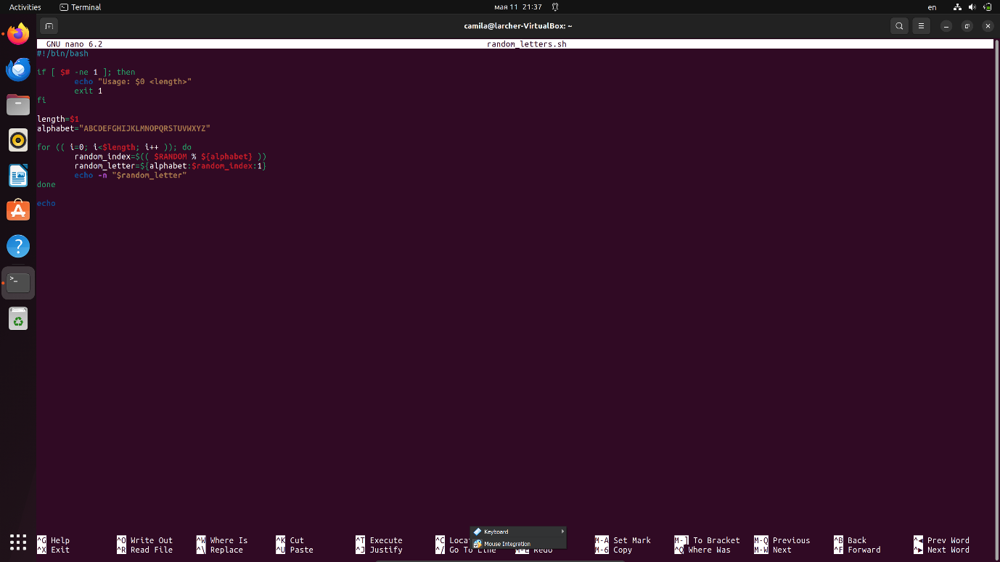 Activities Terminal мая 11 21:37 en
camila@larcher-VirtualBox: ~
GNU nano 6.2 random_letters.sh
#!/bin/bash
if [ $# -ne 1 ]; then
echo "Usage: $0 <length>"
exit 1
fi
length=$1
alphabet="ABCDEFGHIJKLMNOPQRSTUVWXYZ"
for (( i=0; i<$length; i++ )); do
random_index=$(( $RANDOM % ${alphabet} ))
random_letter=${alphabet:$random_index:1}
echo -n "$random_letter"
done
echo
Keyboard
Mouse Integration
^G Help ^O Write Out ^W Where Is ^K Cut ^T Execute ^C Loca M-A Set Mark M-] To Bracket M-Q Previous ^B Back ^◂ Prev Word
^X Exit ^R Read File ^\ Replace ^U Paste ^J Justify ^/ Go To Line M-E Redo M-6 Copy ^Q Where Was M-W Next ^F Forward ^▸ Next Word